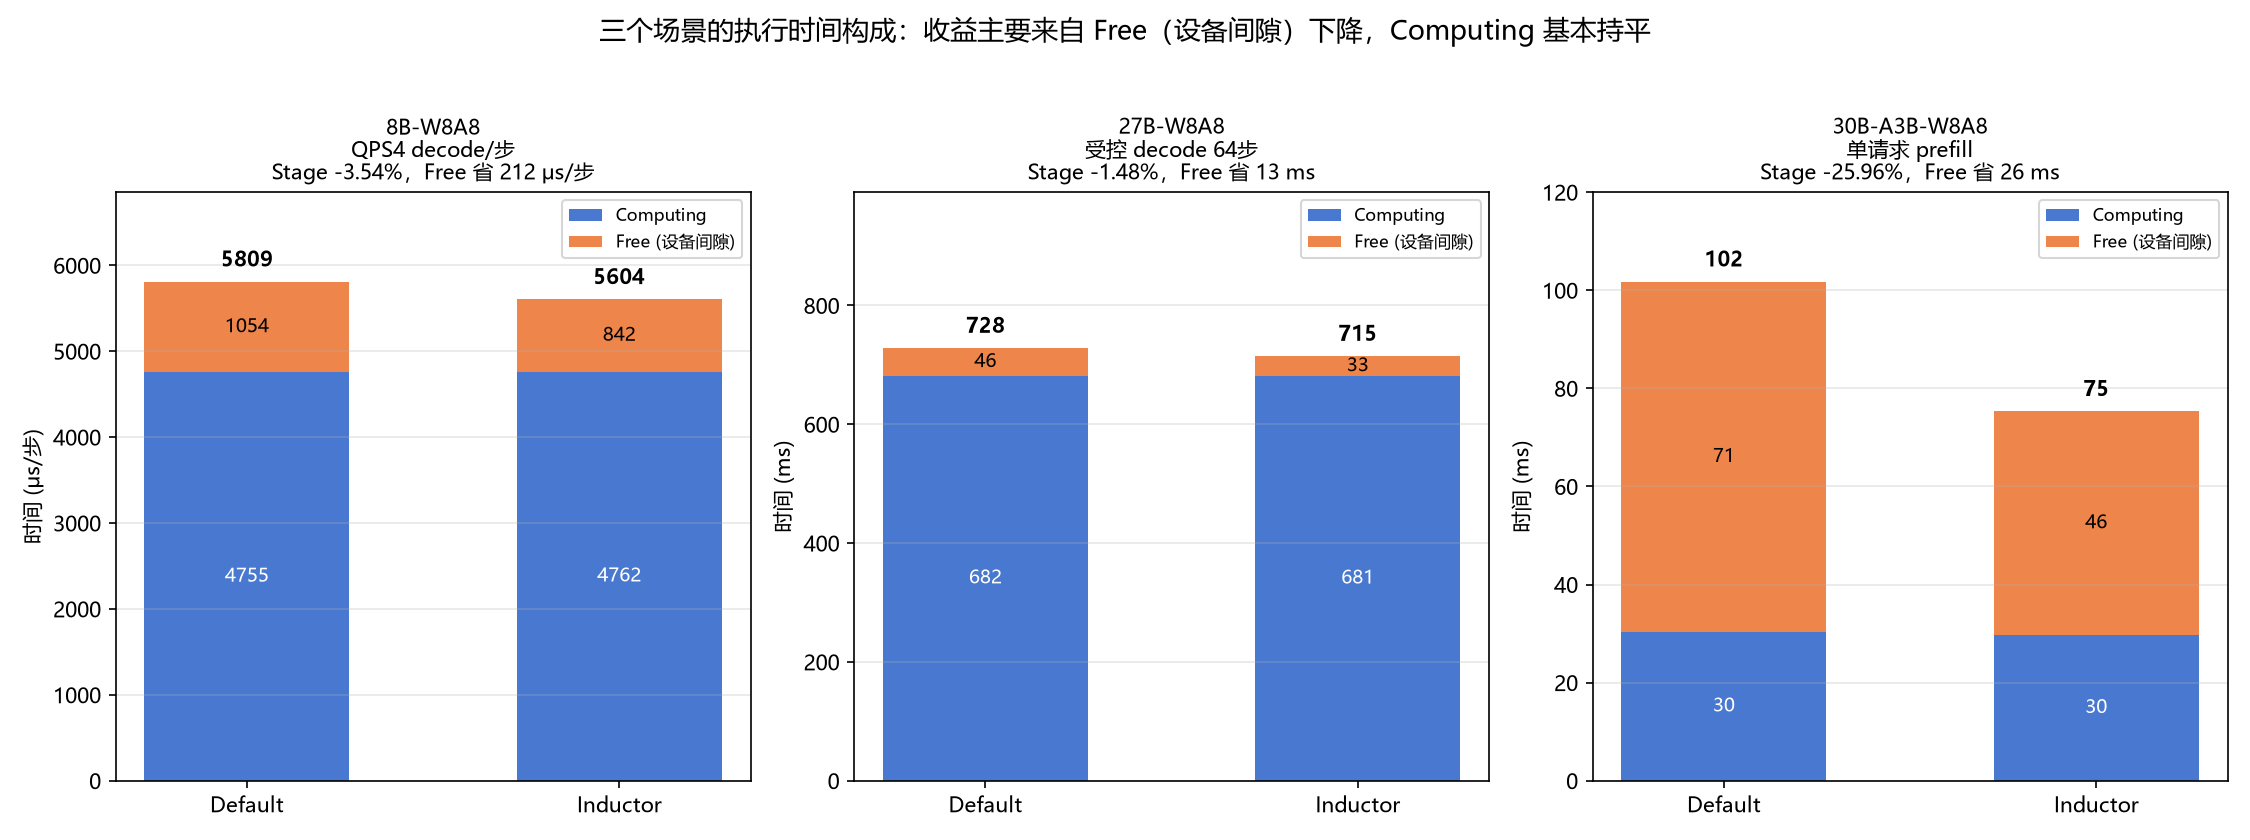 三个场景的执行时间构成：收益主要来自 Free（设备间隙）下降，Computing 基本持平
8B-W8A8
QPS4 decode/步
Stage -3.54%，Free 省 212 µs/步
时间 (µs/步)
6000
5000
4000
3000
2000
1000
0
Computing
Free (设备间隙)
5809
1054
4755
5604
842
4762
Default
Inductor
27B-W8A8
受控 decode 64步
Stage -1.48%，Free 省 13 ms
时间 (ms)
800
600
400
200
0
Computing
Free (设备间隙)
728
46
682
715
33
681
Default
Inductor
30B-A3B-W8A8
单请求 prefill
Stage -25.96%，Free 省 26 ms
时间 (ms)
120
100
80
60
40
20
0
Computing
Free (设备间隙)
102
71
30
75
46
30
Default
Inductor